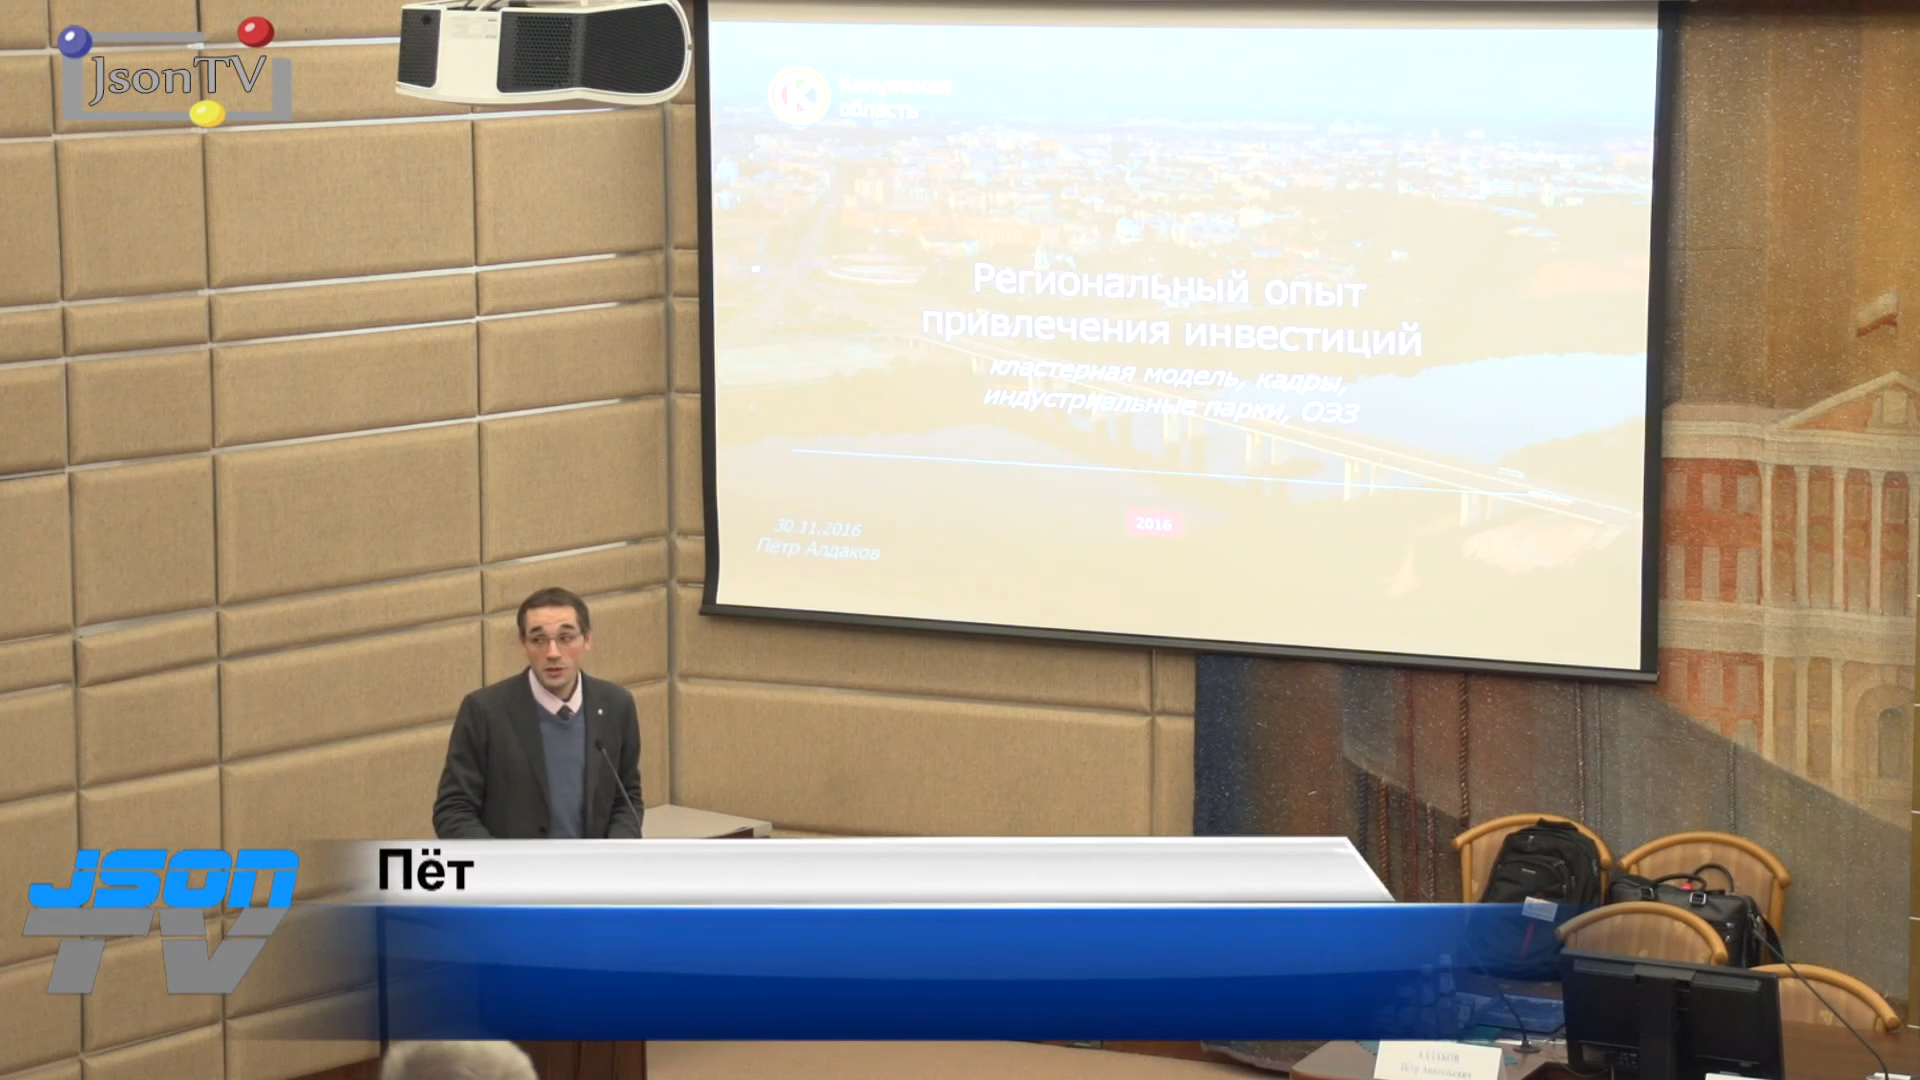 JsonTV
Калужская
область
Региональный опыт
привлечения инвестиций
кластерная модель, кадры,
индустриальные парки, ОЭЗ
2016
30.11.2016
Пётр Алдаков
Пёт
JSON
TV
АЛДАКОВ